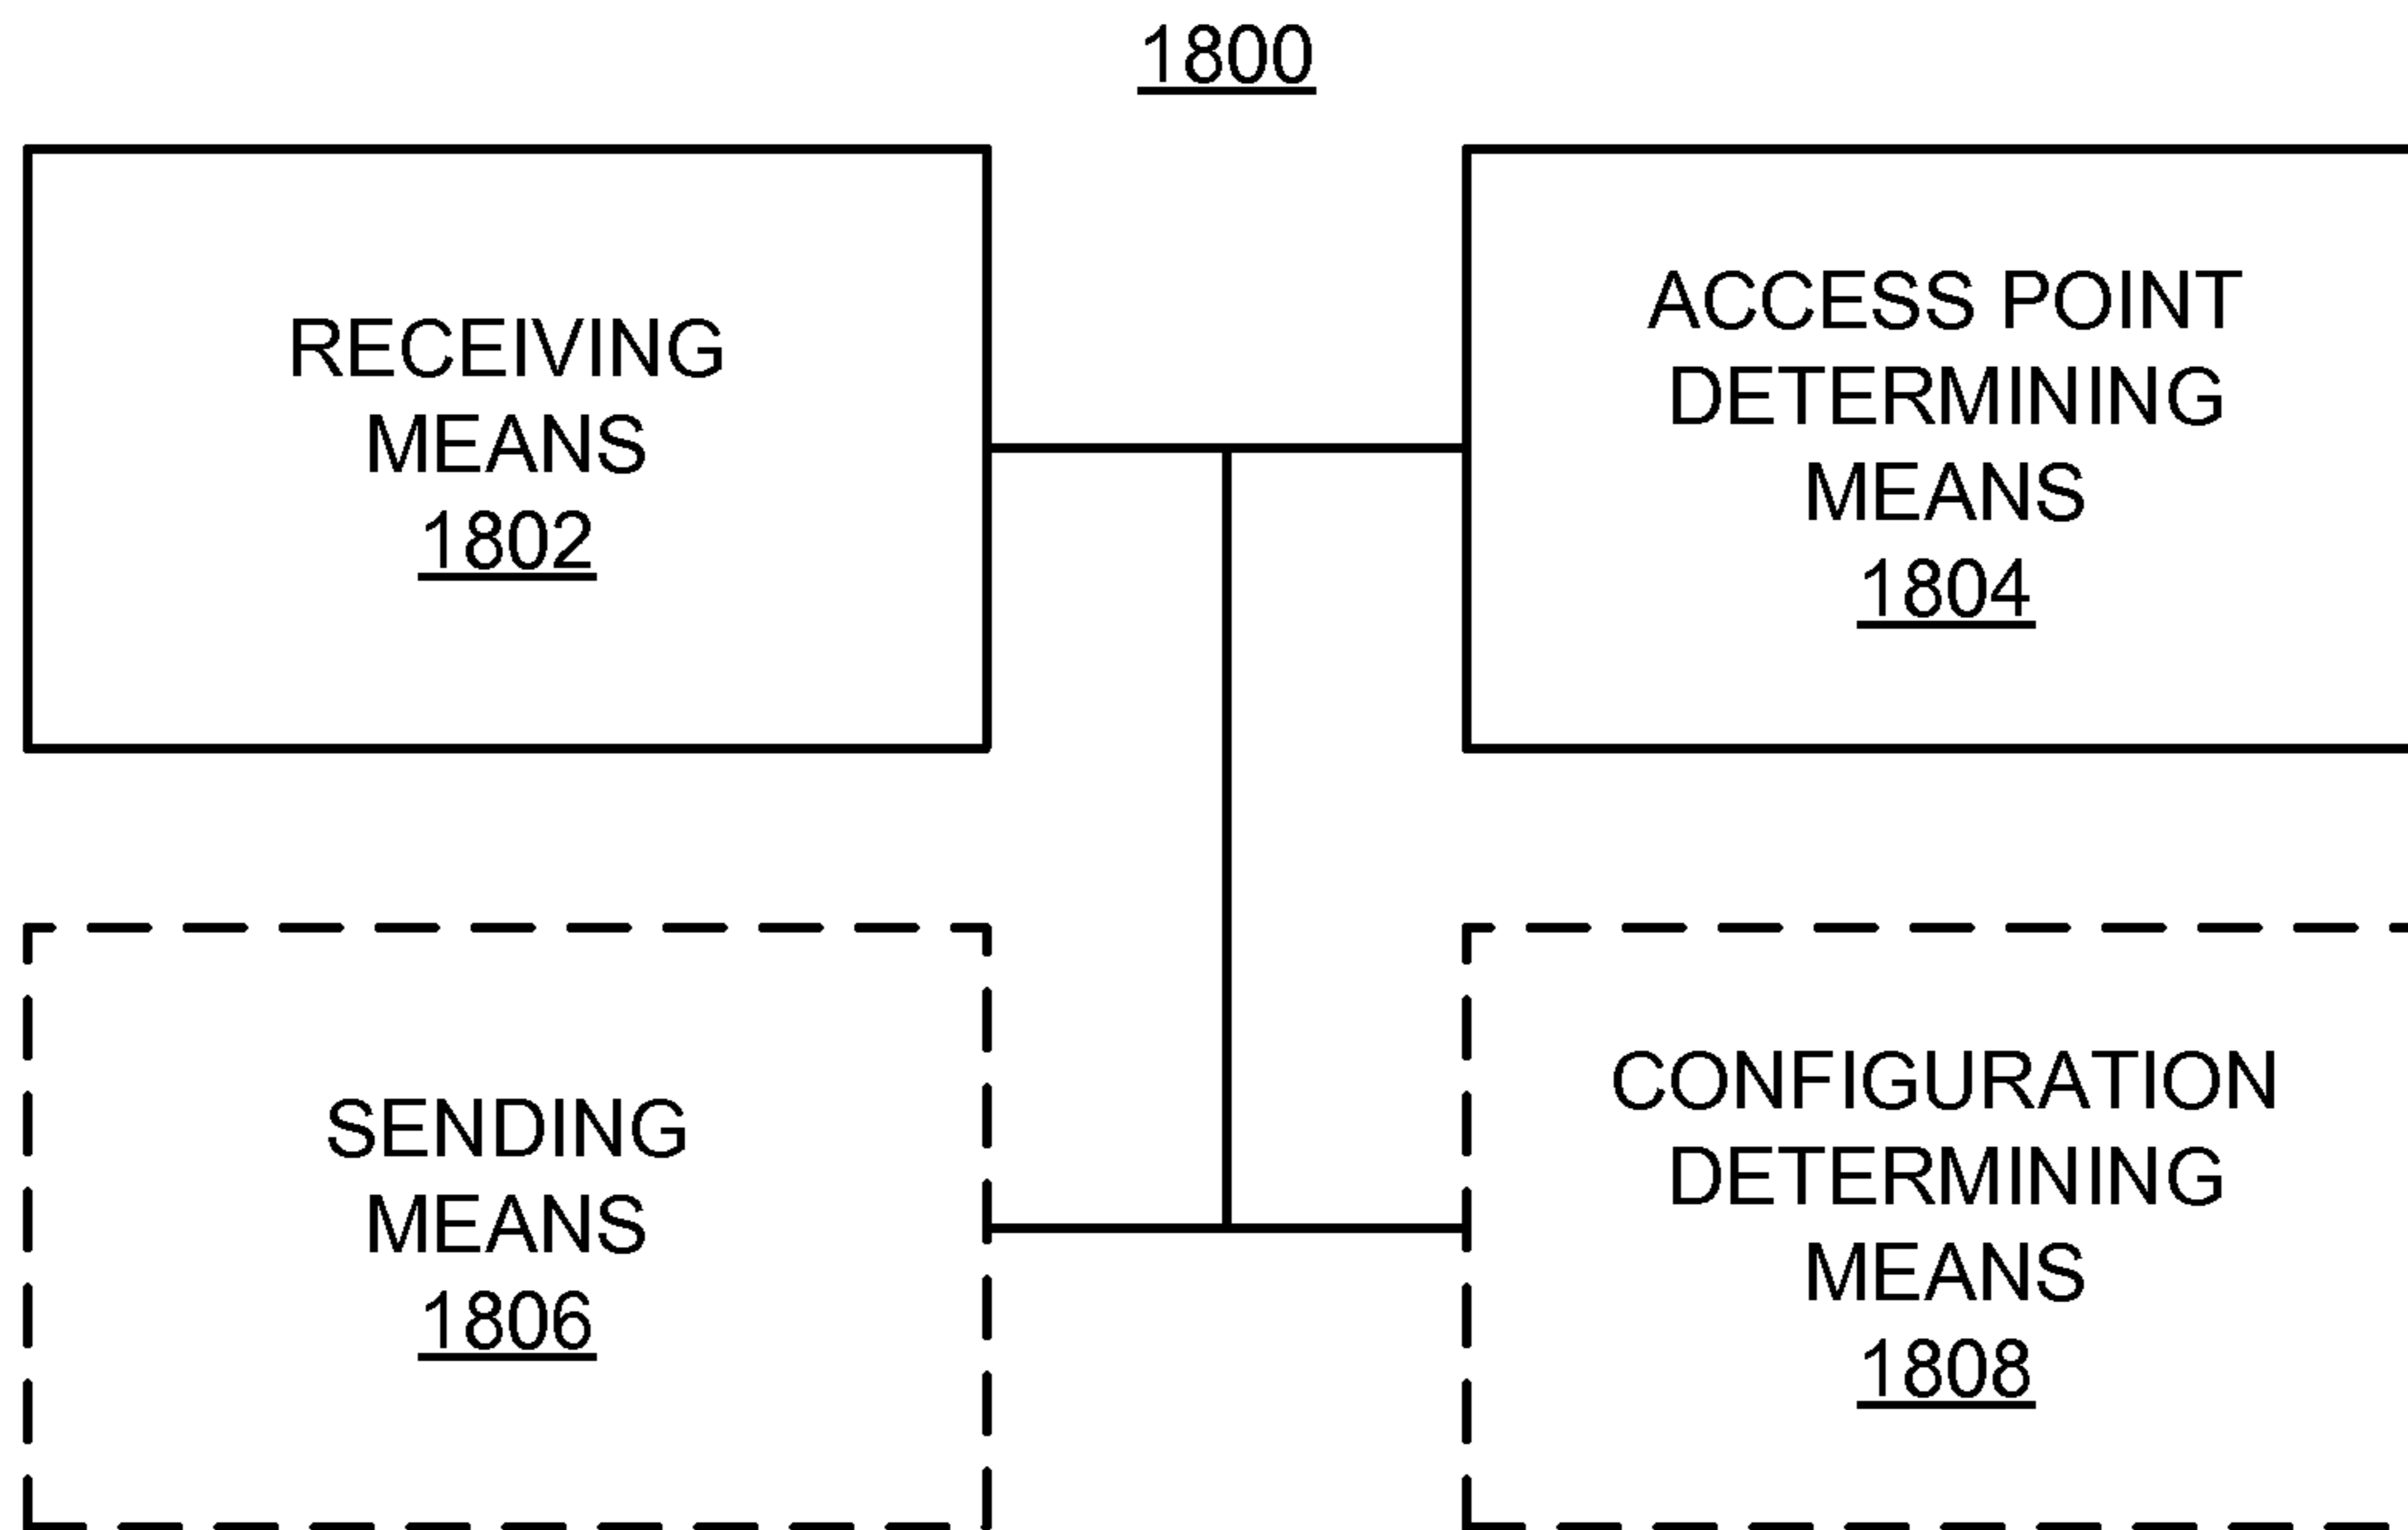 1800
RECEIVING
MEANS
1802
ACCESS POINT
DETERMINING
MEANS
1804
SENDING
MEANS
1806
CONFIGURATION
DETERMINING
MEANS
1808